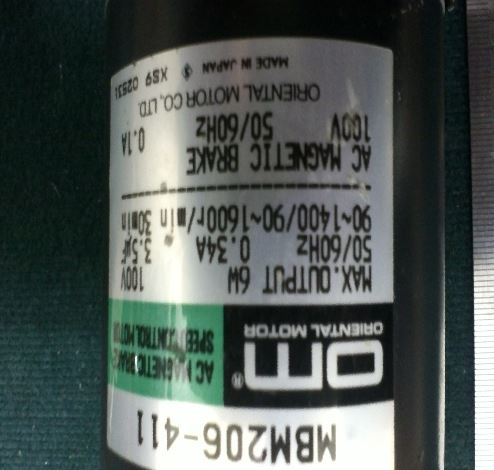 MBM206-411
OM®
ORIENTAL MOTOR
AC MAGNETIC BRAKE
SPEED CONTROL MOTOR
MAX.OUTPUT 6W 100V
50/60Hz 0.34A 3.5μF
90~1400/90~1600r/min 30min
AC MAGNETIC BRAKE
100V 50/60Hz 0.1A
ORIENTAL MOTOR CO.,LTD.
MADE IN JAPAN XS9 02531